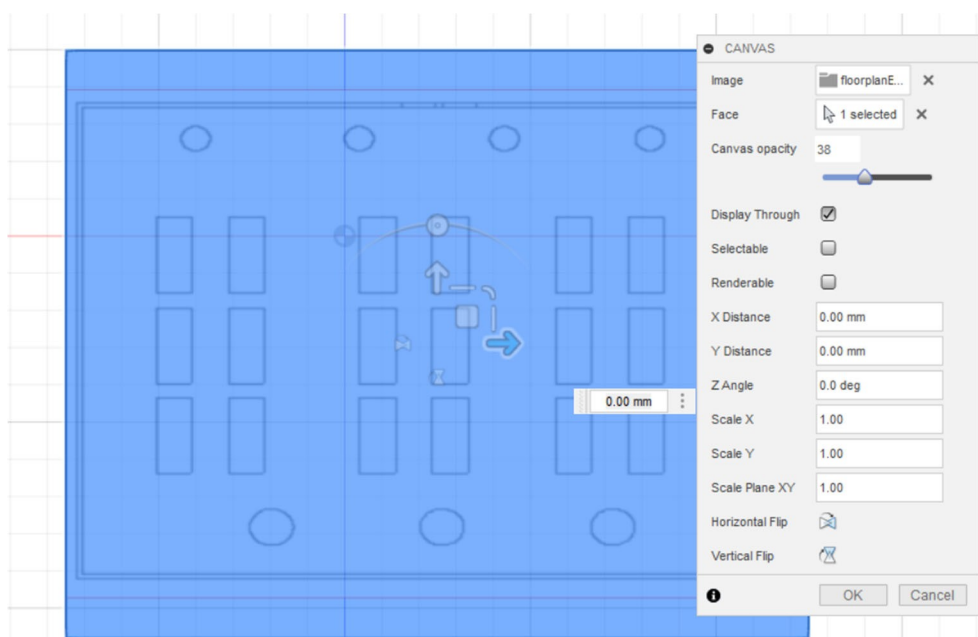 CANVAS
Image floorplanE...
Face 1 selected
Canvas opacity 38
Display Through
Selectable
Renderable
X Distance 0.00 mm
Y Distance 0.00 mm
Z Angle 0.0 deg
0.00 mm
Scale X 1.00
Scale Y 1.00
Scale Plane XY 1.00
Horizontal Flip
Vertical Flip
OK Cancel